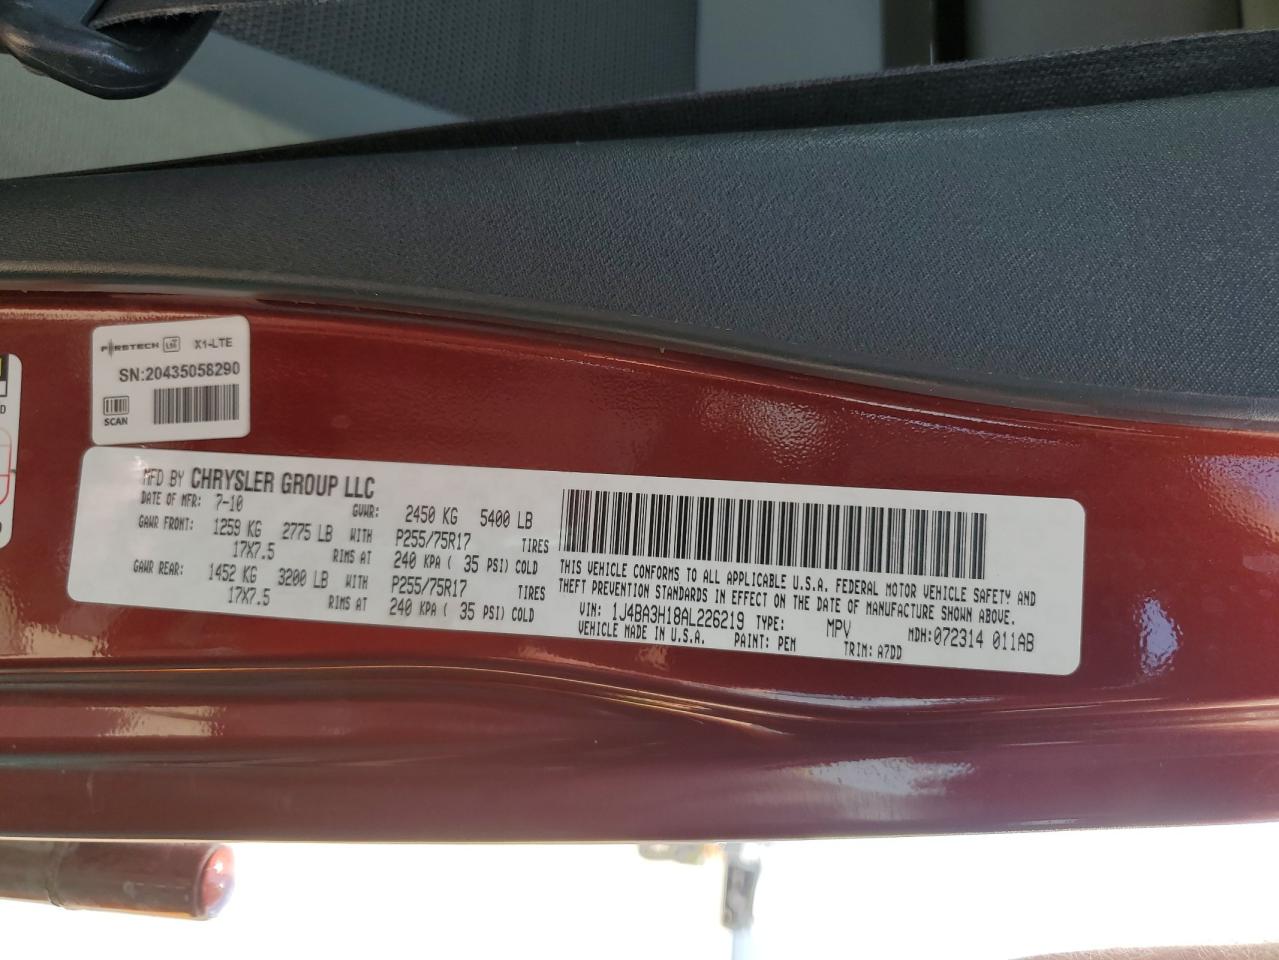 FIRSTECH LTE X1-LTE
SN:20435058290
SCAN
D
MFD BY CHRYSLER GROUP LLC
DATE OF MFR: 7-10 GVWR: 2450 KG 5400 LB
GAWR FRONT: 1259 KG 2775 LB WITH P255/75R17 TIRES
17X7.5 RIMS AT 240 KPA ( 35 PSI) COLD
GAWR REAR: 1452 KG 3200 LB WITH P255/75R17 TIRES
17X7.5 RIMS AT 240 KPA ( 35 PSI) COLD
THIS VEHICLE CONFORMS TO ALL APPLICABLE U.S.A. FEDERAL MOTOR VEHICLE SAFETY AND
THEFT PREVENTION STANDARDS IN EFFECT ON THE DATE OF MANUFACTURE SHOWN ABOVE.
VIN: 1J4BA3H18AL226219 TYPE: MPV MDH:072314 011AB
VEHICLE MADE IN U.S.A. PAINT: PEM TRIM: A7DD